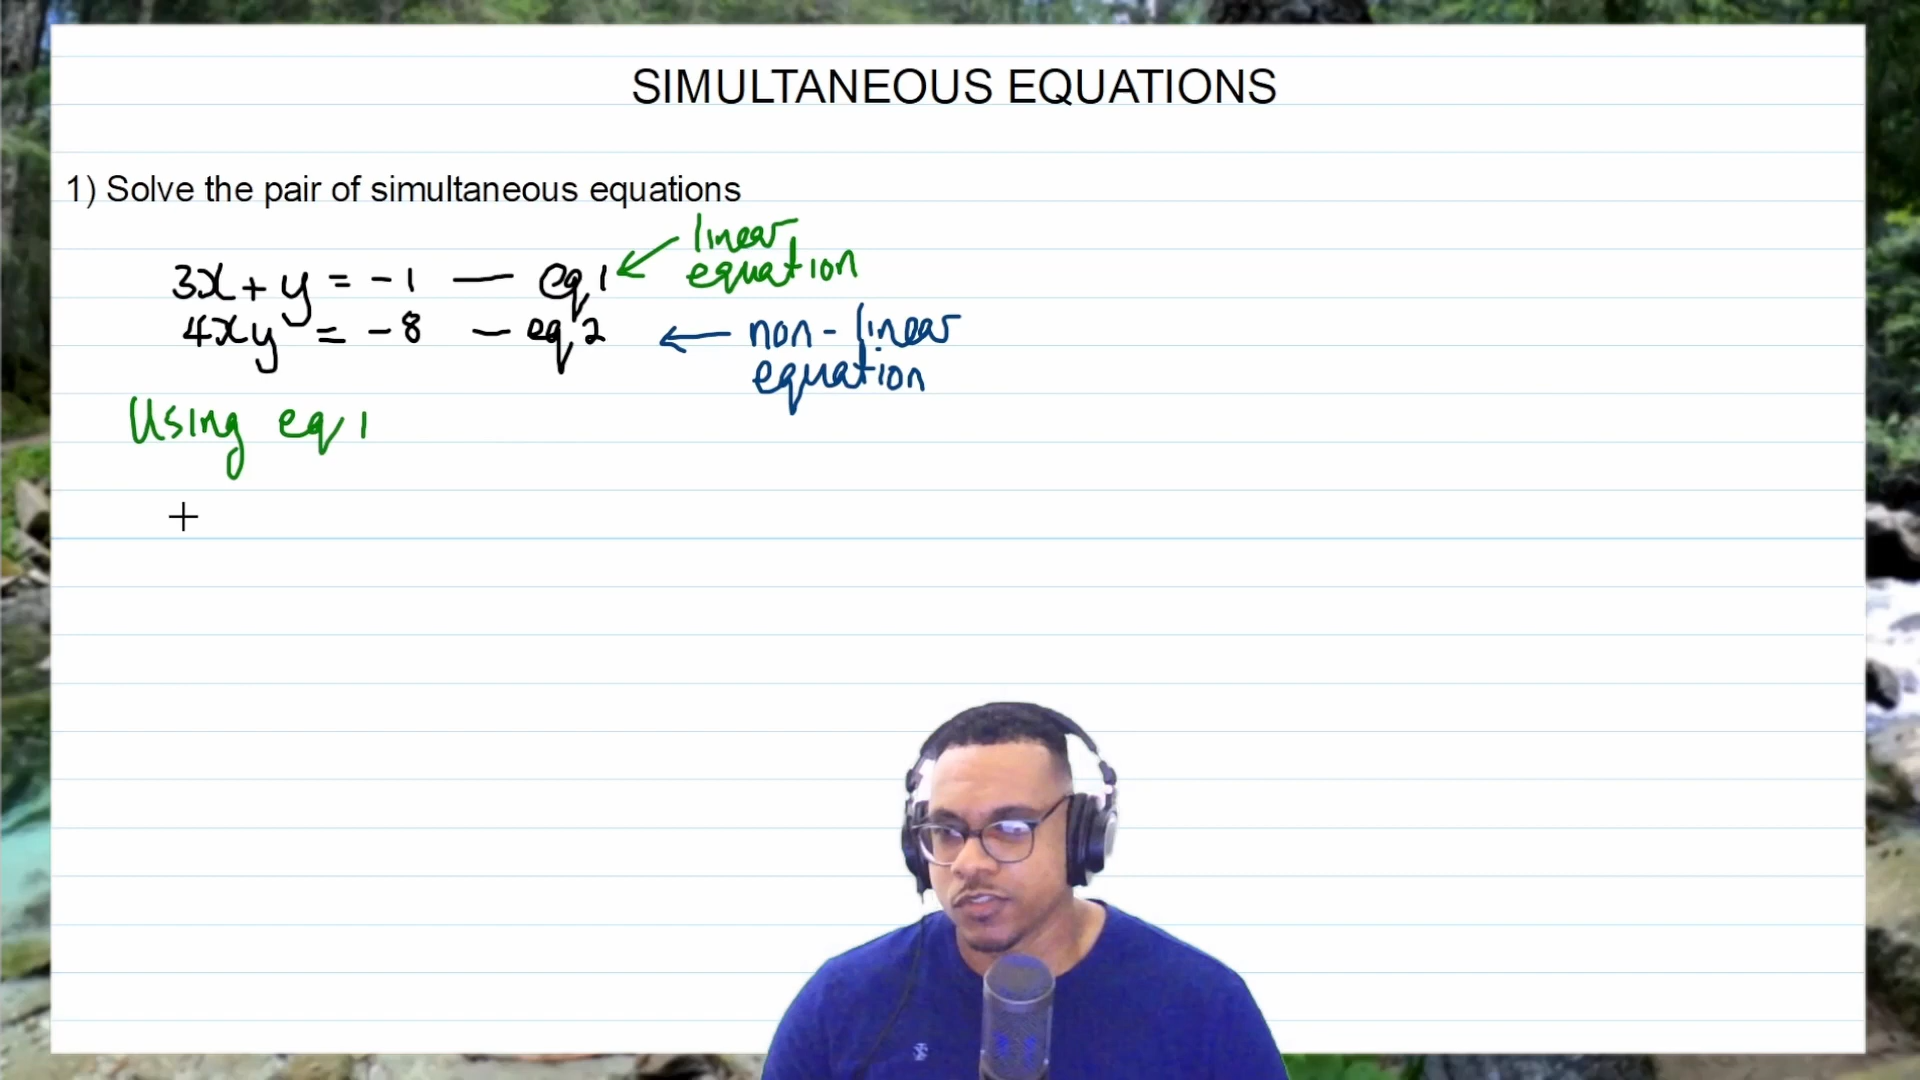 SIMULTANEOUS EQUATIONS
1) Solve the pair of simultaneous equations
3x + y = -1 — eq 1 ← linear equation
4xy = -8 — eq 2 ← non-linear equation
Using eq 1